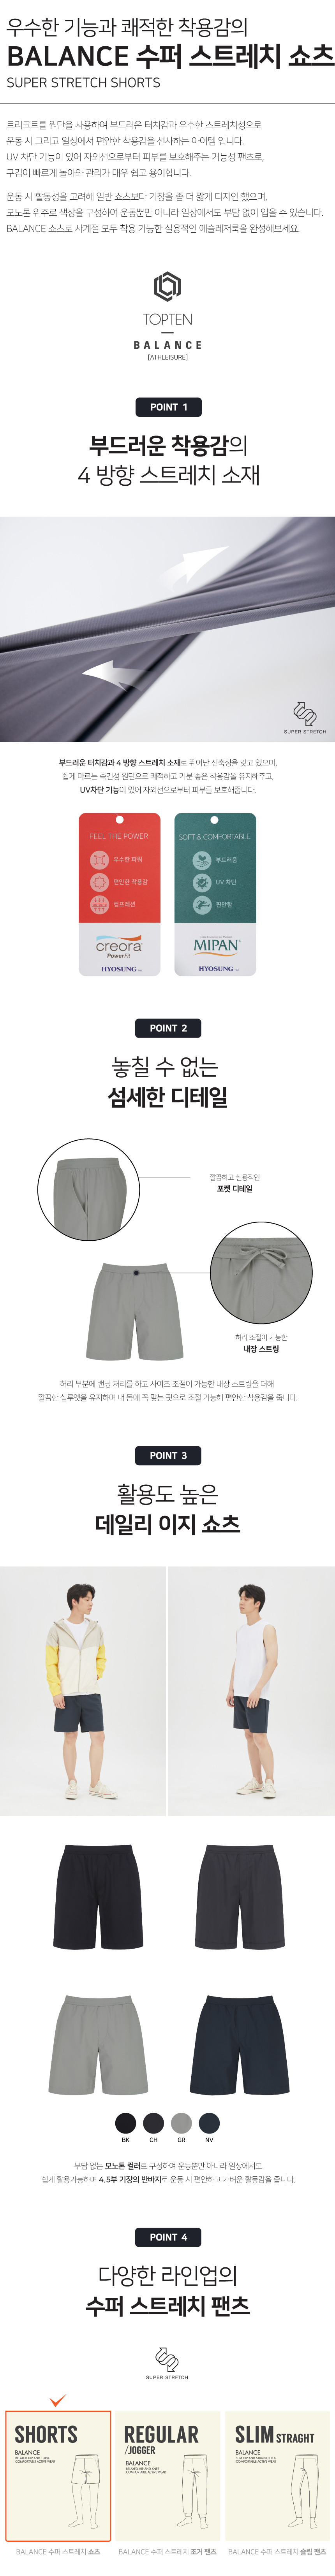 우수한 기능과 쾌적한 착용감의
BALANCE 수퍼 스트레치 쇼츠
SUPER STRETCH SHORTS
트리코트를 원단을 사용하여 부드러운 터치감과 우수한 스트레치성으로
운동 시 그리고 일상에서 편안한 착용감을 선사하는 아이템 입니다.
UV 차단 기능이 있어 자외선으로부터 피부를 보호해주는 기능성 팬츠로,
구김이 빠르게 돌아와 관리가 매우 쉽고 용이합니다.
운동 시 활동성을 고려해 일반 쇼츠보다 기장을 좀 더 짧게 디자인 했으며,
모노톤 위주로 색상을 구성하여 운동뿐만 아니라 일상에서도 부담 없이 입을 수 있습니다.
BALANCE 쇼츠로 사계절 모두 착용 가능한 실용적인 에슬레저룩을 완성해보세요.
TOPTEN
BALANCE
[ATHLEISURE]
POINT 1
부드러운 착용감의
4 방향 스트레치 소재
SUPER STRETCH
부드러운 터치감과 4 방향 스트레치 소재로 뛰어난 신축성을 갖고 있으며,
쉽게 마르는 속건성 원단으로 쾌적하고 기분 좋은 착용감을 유지해주고,
UV차단 기능이 있어 자외선으로부터 피부를 보호해줍니다.
FEEL THE POWER
우수한 파워
편안한 착용감
컴프레션
creora
PowerFit
HYOSUNG
SOFT & COMFORTABLE
부드러움
UV 차단
편안함
MIPAN
HYOSUNG
POINT 2
놓칠 수 없는
섬세한 디테일
깔끔하고 실용적인
포켓 디테일
허리 조절이 가능한
내장 스트링
허리 부분에 밴딩 처리를 하고 사이즈 조절이 가능한 내장 스트링을 더해
깔끔한 실루엣을 유지하며 내 몸에 꼭 맞는 핏으로 조절 가능해 편안한 착용감을 줍니다.
POINT 3
활용도 높은
데일리 이지 쇼츠
BK CH GR NV
부담 없는 모노톤 컬러로 구성하여 운동뿐만 아니라 일상에서도
쉽게 활용가능하며 4.5부 기장의 반바지로 운동 시 편안하고 가벼운 활동감을 줍니다.
POINT 4
다양한 라인업의
수퍼 스트레치 팬츠
SUPER STRETCH
SHORTS
BALANCE
RELAXED HIP AND THIGH
COMFORTABLE ACTIVE WEAR
REGULAR
/JOGGER
BALANCE
RELAXED HIP AND KNEE
COMFORTABLE ACTIVE WEAR
SLIM STRAGHT
BALANCE
SLIM HIP AND STRAIGHT LEG
COMFORTABLE ACTIVE WEAR
BALANCE 수퍼 스트레치 쇼츠
BALANCE 수퍼 스트레치 조거 팬츠
BALANCE 수퍼 스트레치 슬림 팬츠